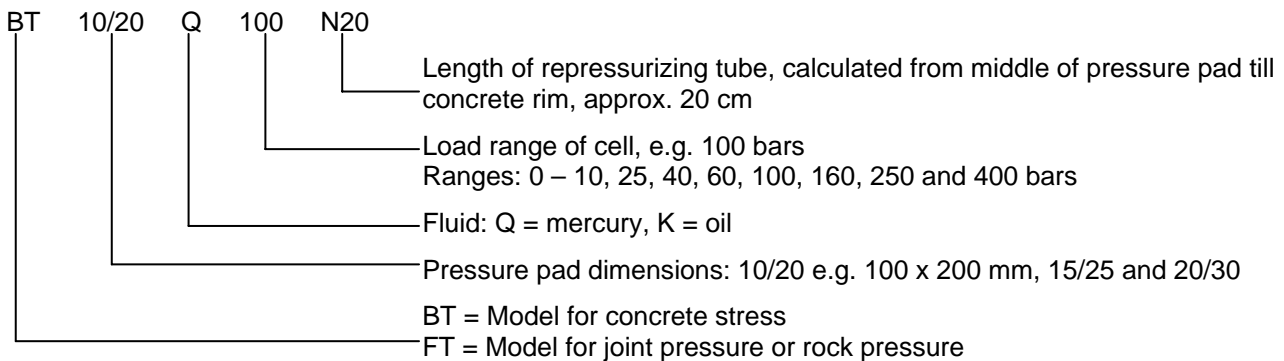 BT 10/20 Q 100 N20
Length of repressurizing tube, calculated from middle of pressure pad till
concrete rim, approx. 20 cm
Load range of cell, e.g. 100 bars
Ranges: 0 – 10, 25, 40, 60, 100, 160, 250 and 400 bars
Fluid: Q = mercury, K = oil
Pressure pad dimensions: 10/20 e.g. 100 x 200 mm, 15/25 and 20/30
BT = Model for concrete stress
FT = Model for joint pressure or rock pressure